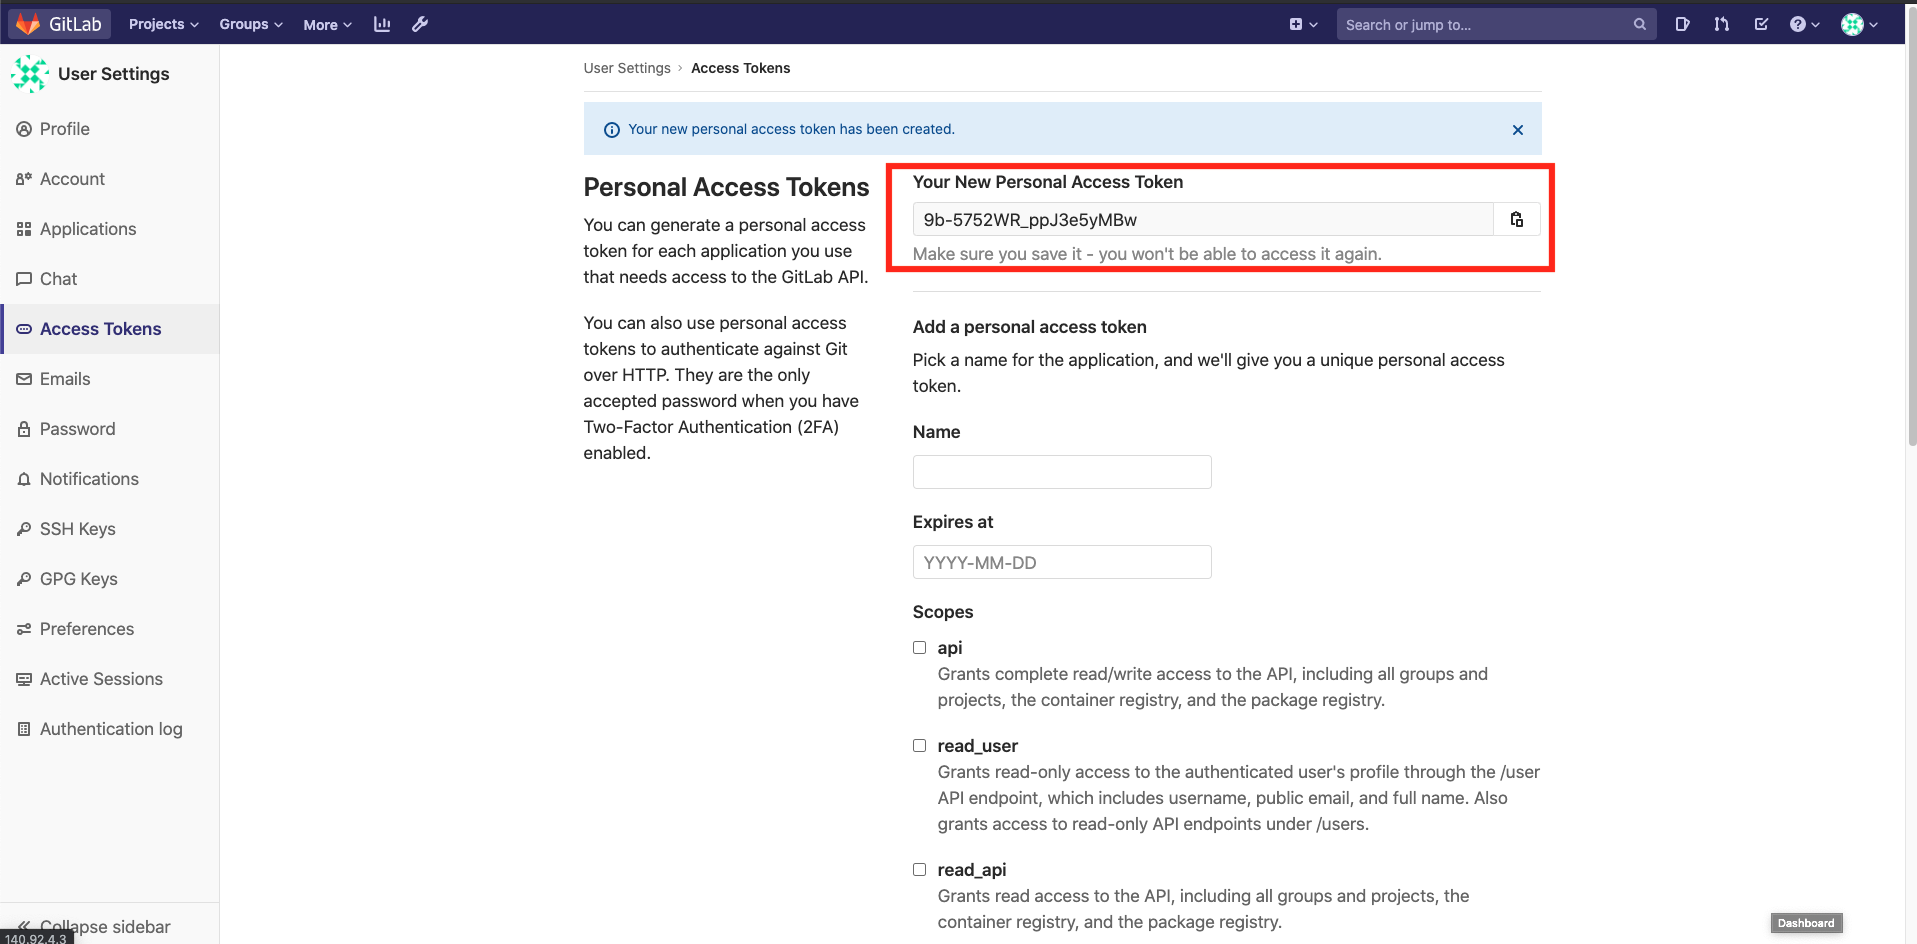 GitLab
Projects
Groups
More
Search or jump to...
User Settings
Profile
Account
Applications
Chat
Access Tokens
Emails
Password
Notifications
SSH Keys
GPG Keys
Preferences
Active Sessions
Authentication log
Collapse sidebar
140.92.4.3
User Settings › Access Tokens
Your new personal access token has been created.
Personal Access Tokens
You can generate a personal access
token for each application you use
that needs access to the GitLab API.
You can also use personal access
tokens to authenticate against Git
over HTTP. They are the only
accepted password when you have
Two-Factor Authentication (2FA)
enabled.
Your New Personal Access Token
9b-5752WR_ppJ3e5yMBw
Make sure you save it - you won't be able to access it again.
Add a personal access token
Pick a name for the application, and we'll give you a unique personal access
token.
Name
Expires at
YYYY-MM-DD
Scopes
api
Grants complete read/write access to the API, including all groups and
projects, the container registry, and the package registry.
read_user
Grants read-only access to the authenticated user's profile through the /user
API endpoint, which includes username, public email, and full name. Also
grants access to read-only API endpoints under /users.
read_api
Grants read access to the API, including all groups and projects, the
container registry, and the package registry.
Dashboard